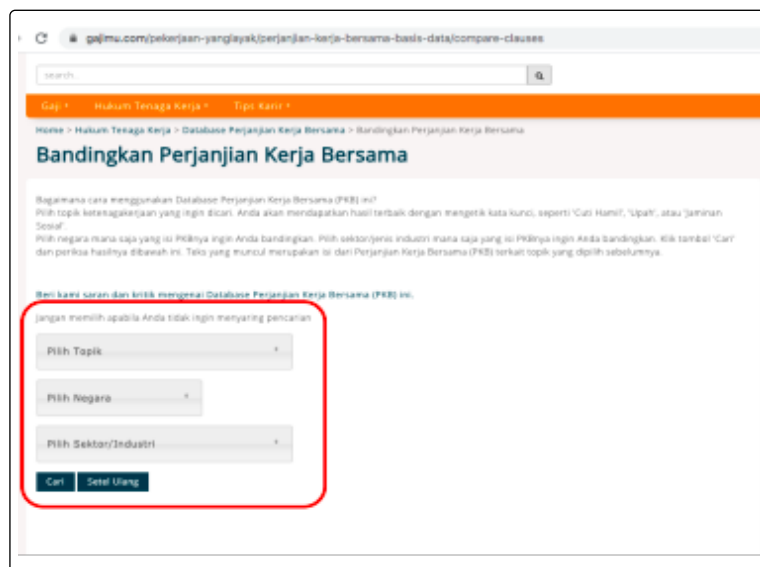 gajimu.com/pekerjaan-yanglayak/perjanjian-kerja-bersama-basis-data/compare-clauses
search..
Gaji Hukum Tenaga Kerja Tips Karir
Home > Hukum Tenaga Kerja > Database Perjanjian Kerja Bersama > Bandingkan Perjanjian Kerja Bersama
Bandingkan Perjanjian Kerja Bersama
Bagaimana cara menggunakan Database Perjanjian Kerja Bersama (PKB) ini?
Pilih topik ketenagakerjaan yang ingin dicari. Anda akan mendapatkan hasil terbaik dengan mengetik kata kunci, seperti 'Cuti Hamil', 'Upah', atau 'Jaminan
Sosial'.
Pilih negara mana saja yang isi PKBnya ingin Anda bandingkan. Pilih sektor/jenis industri mana saja yang isi PKBnya ingin Anda bandingkan. Klik tombol 'Cari'
dan periksa hasilnya dibawah ini. Teks yang muncul merupakan isi dari Perjanjian Kerja Bersama (PKB) terkait topik yang dipilih sebelumnya.
Beri kami saran dan kritik mengenai Database Perjanjian Kerja Bersama (PKB) ini.
Jangan memilih apabila Anda tidak ingin menyaring pencarian
Pilih Topik
Pilih Negara
Pilih Sektor/Industri
Cari Setel Ulang